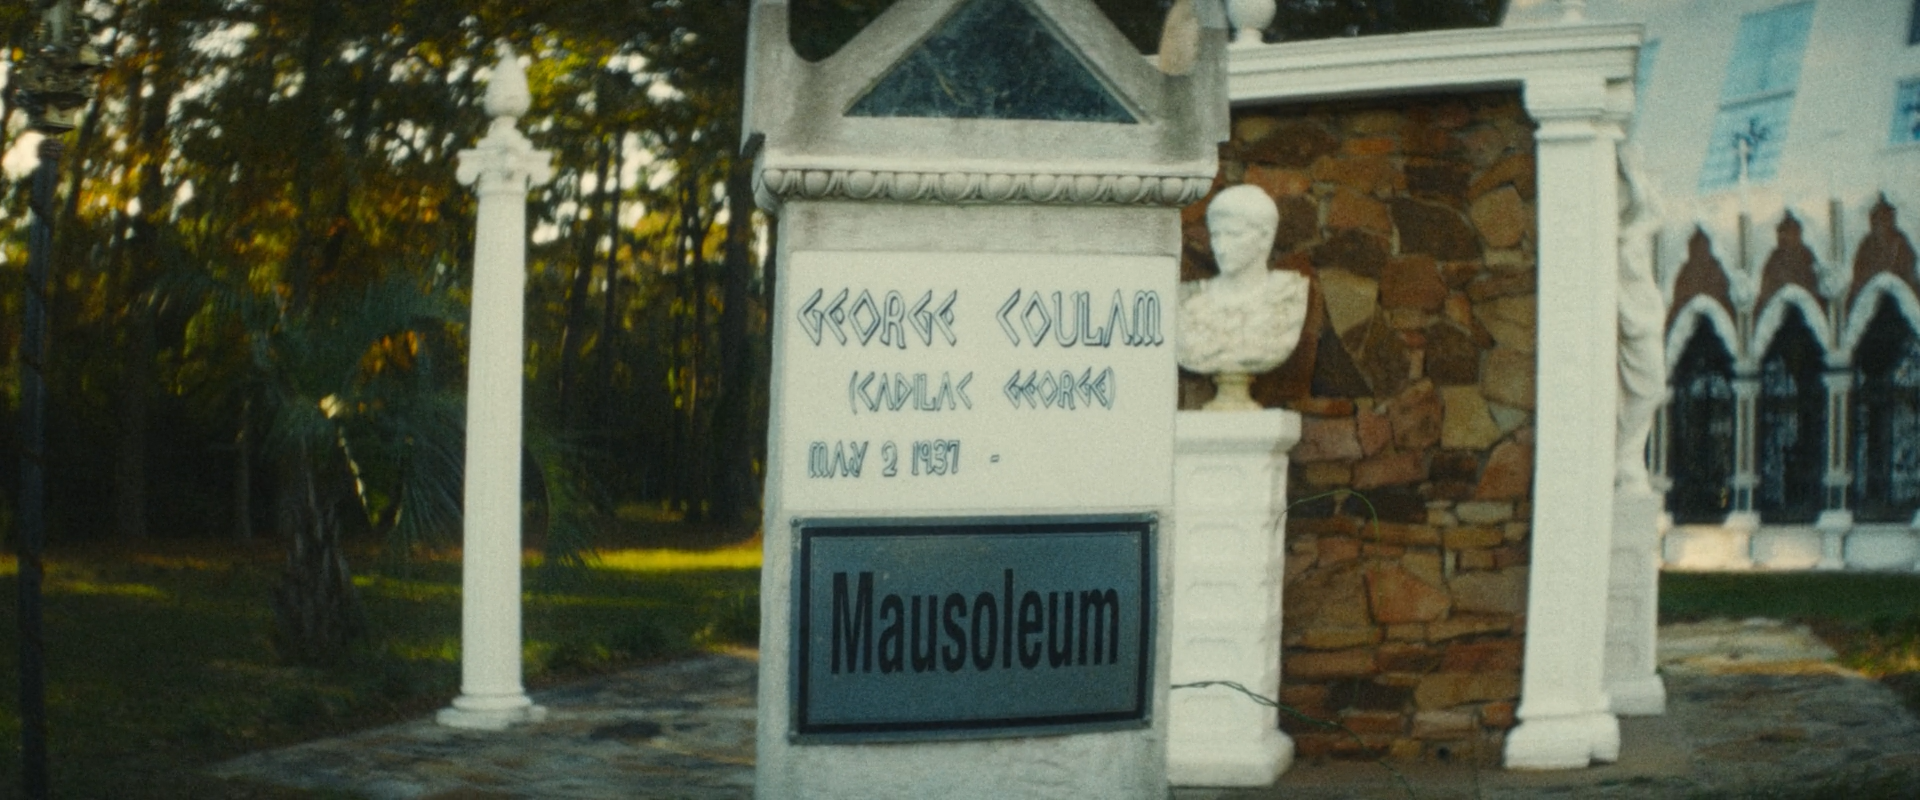 GEORGE COULAM
(CADILAC GEORGE)
MAY 2 1937 -
Mausoleum